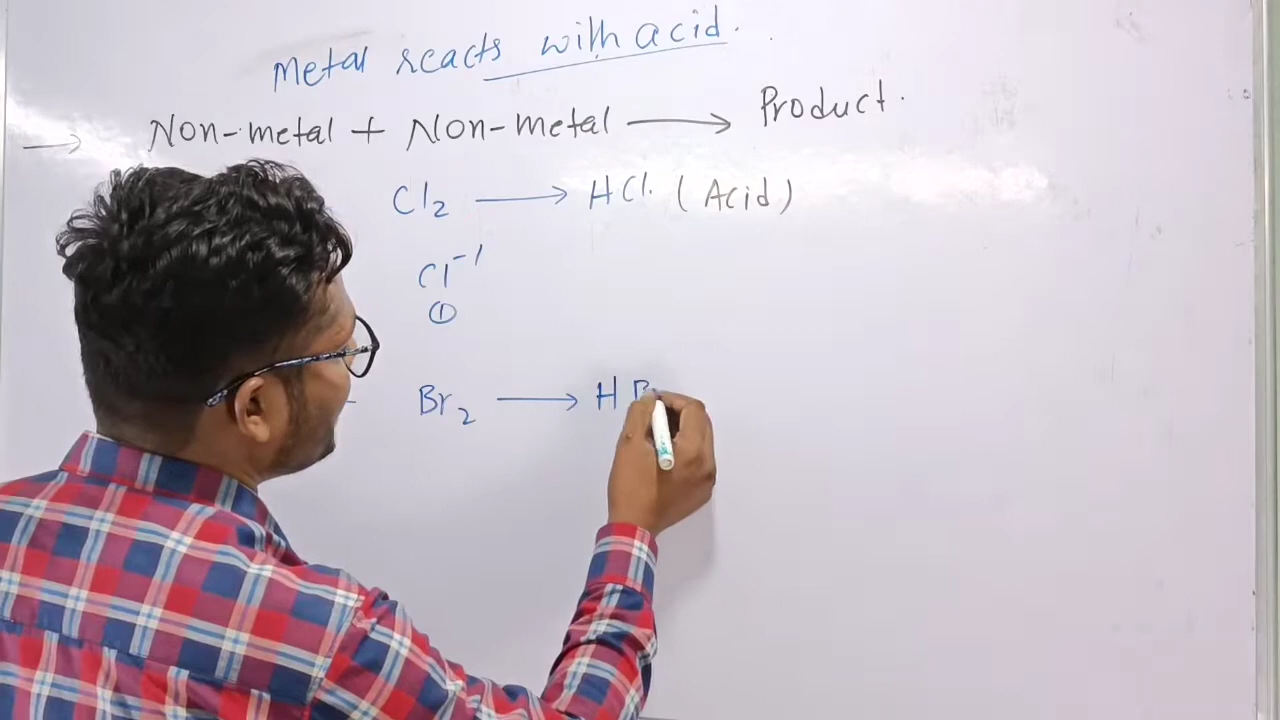 Metal reacts with acid.
→ Non-metal + Non-metal → Product.
Cl2 → HCl. (Acid)
Cl-1
①
Br2 → H